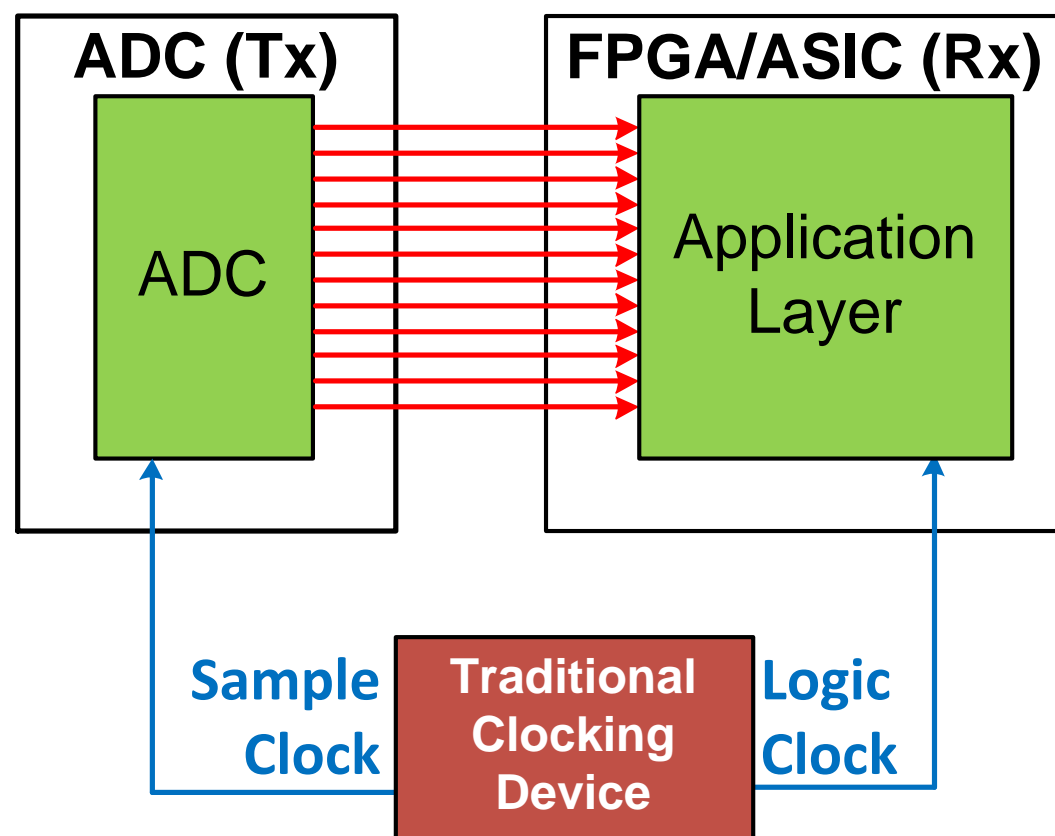 ADC (Tx)
FPGA/ASIC (Rx)
ADC
Application
Layer
Sample
Clock
Traditional
Clocking
Device
Logic
Clock